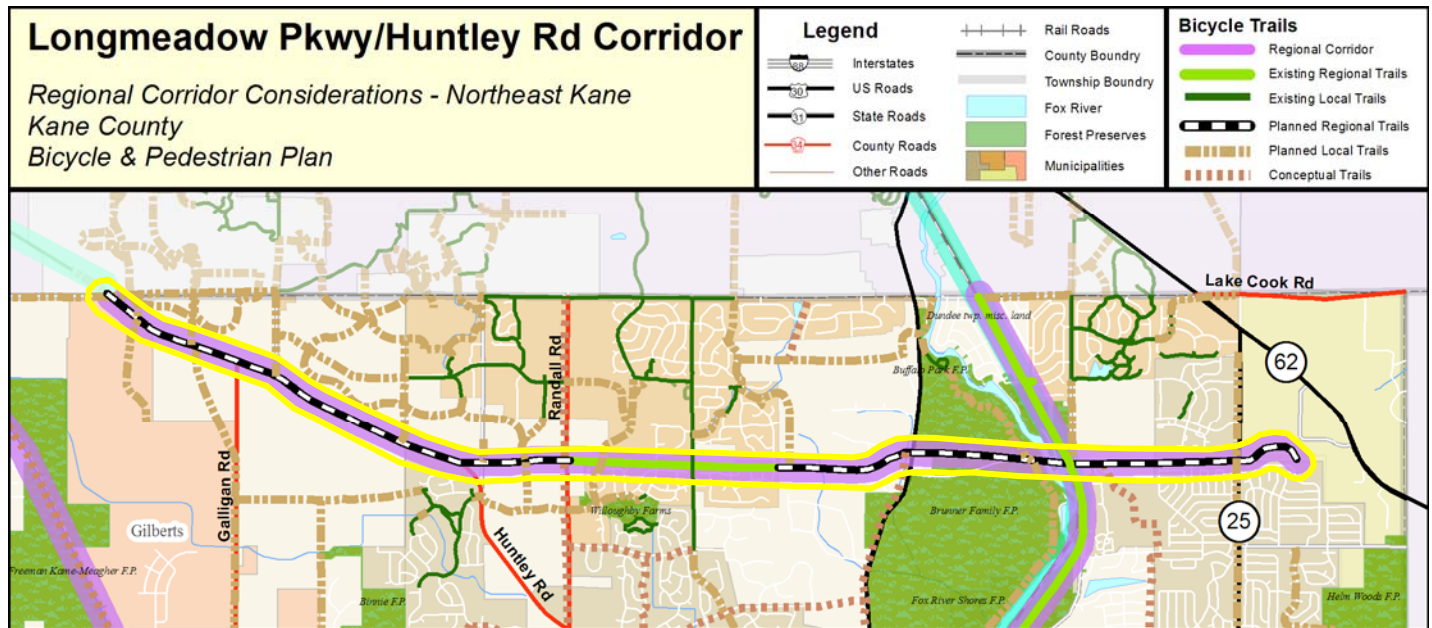 Longmeadow Pkwy/Huntley Rd Corridor
Regional Corridor Considerations - Northeast Kane
Kane County
Bicycle & Pedestrian Plan
Legend
88
Interstates
30
US Roads
31
State Roads
34
County Roads
Other Roads
Rail Roads
County Boundry
Township Boundry
Fox River
Forest Preserves
Municipalities
Bicycle Trails
Regional Corridor
Existing Regional Trails
Existing Local Trails
Planned Regional Trails
Planned Local Trails
Conceptual Trails
Lake Cook Rd
Dundee twp. misc. land
62
Randall Rd
Buffalo Park F.P.
Galligan Rd
Willoughby Farms
Brunner Family F.P.
25
Gilberts
Huntley Rd
Freeman Kame-Meagher F.P.
Binnie F.P.
Fox River Shores F.P.
Helm Woods F.P.